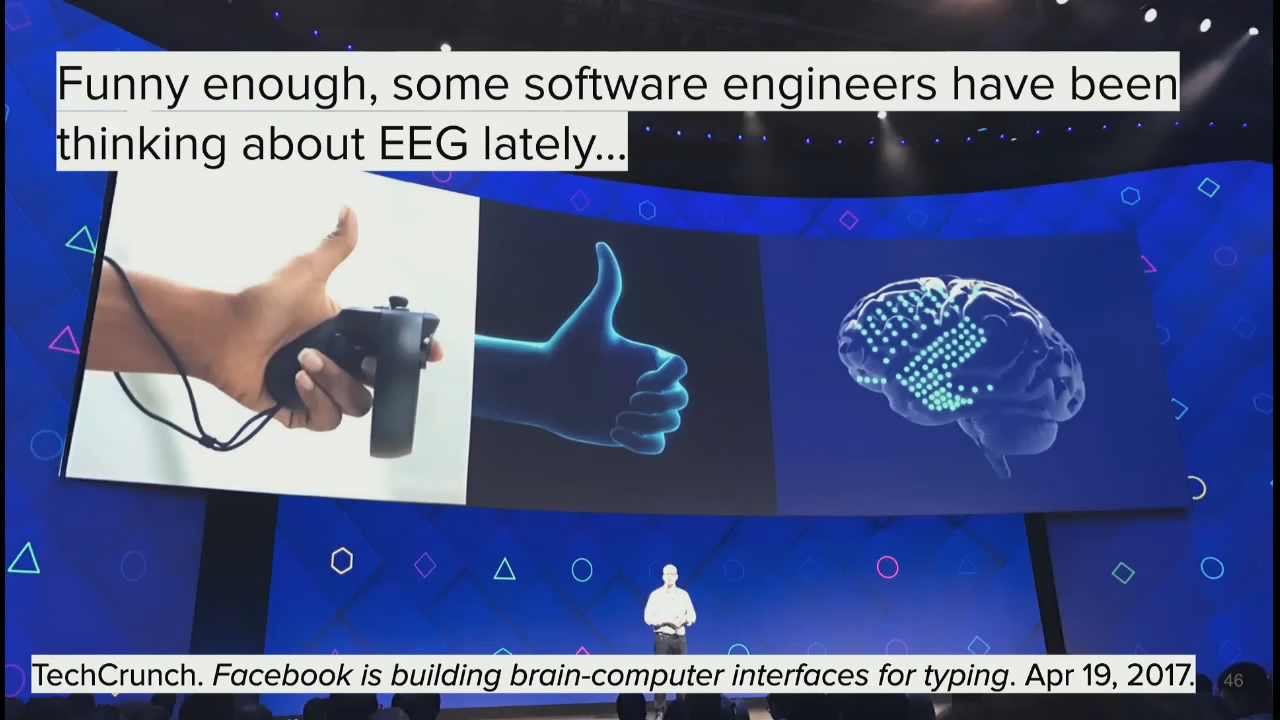 Funny enough, some software engineers have been
thinking about EEG lately...
TechCrunch. Facebook is building brain-computer interfaces for typing. Apr 19, 2017.
46